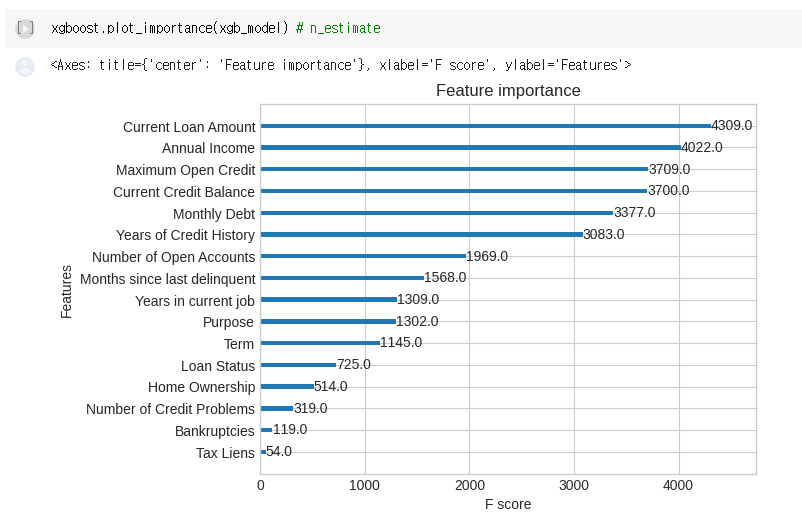 [ ] xgboost.plot_importance(xgb_model) # n_estimate
<Axes: title={'center': 'Feature importance'}, xlabel='F score', ylabel='Features'>
Feature importance
Current Loan Amount 4309.0
Annual Income 4022.0
Maximum Open Credit 3709.0
Current Credit Balance 3700.0
Monthly Debt 3377.0
Years of Credit History 3083.0
Number of Open Accounts 1969.0
Months since last delinquent 1568.0
Years in current job 1309.0
Purpose 1302.0
Term 1145.0
Loan Status 725.0
Home Ownership 514.0
Number of Credit Problems 319.0
Bankruptcies 119.0
Tax Liens 54.0
Features
0 1000 2000 3000 4000
F score